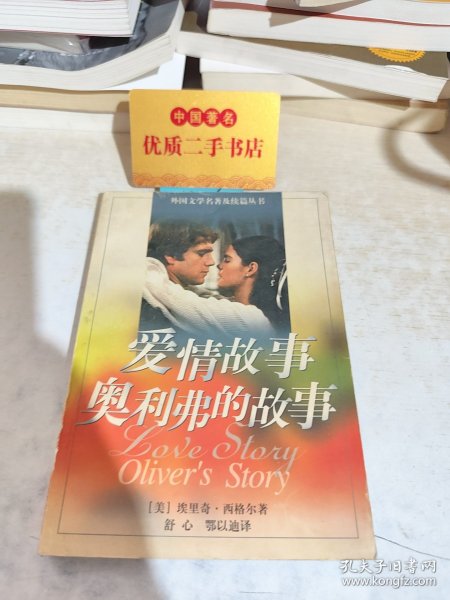 中国著名
优质二手书店
外国文学名著及续篇丛书
爱情故事
奥利弗的故事
Love Story
Oliver's Story
[美] 埃里奇·西格尔著
舒心 鄂以迪译
孔夫子旧书网
www.kongfz.com